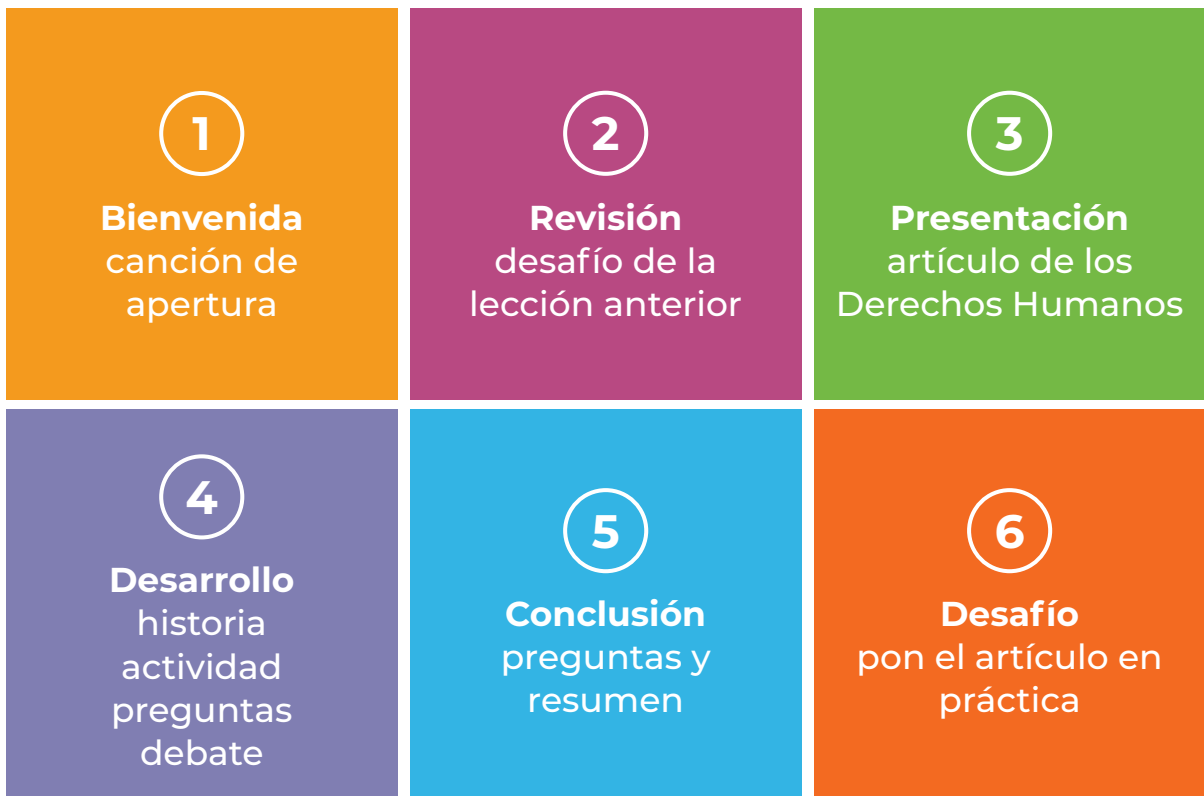 1
Bienvenida
canción de
apertura
2
Revisión
desafío de la
lección anterior
3
Presentación
artículo de los
Derechos Humanos
4
Desarrollo
historia
actividad
preguntas
debate
5
Conclusión
preguntas y
resumen
6
Desafío
pon el artículo en
práctica